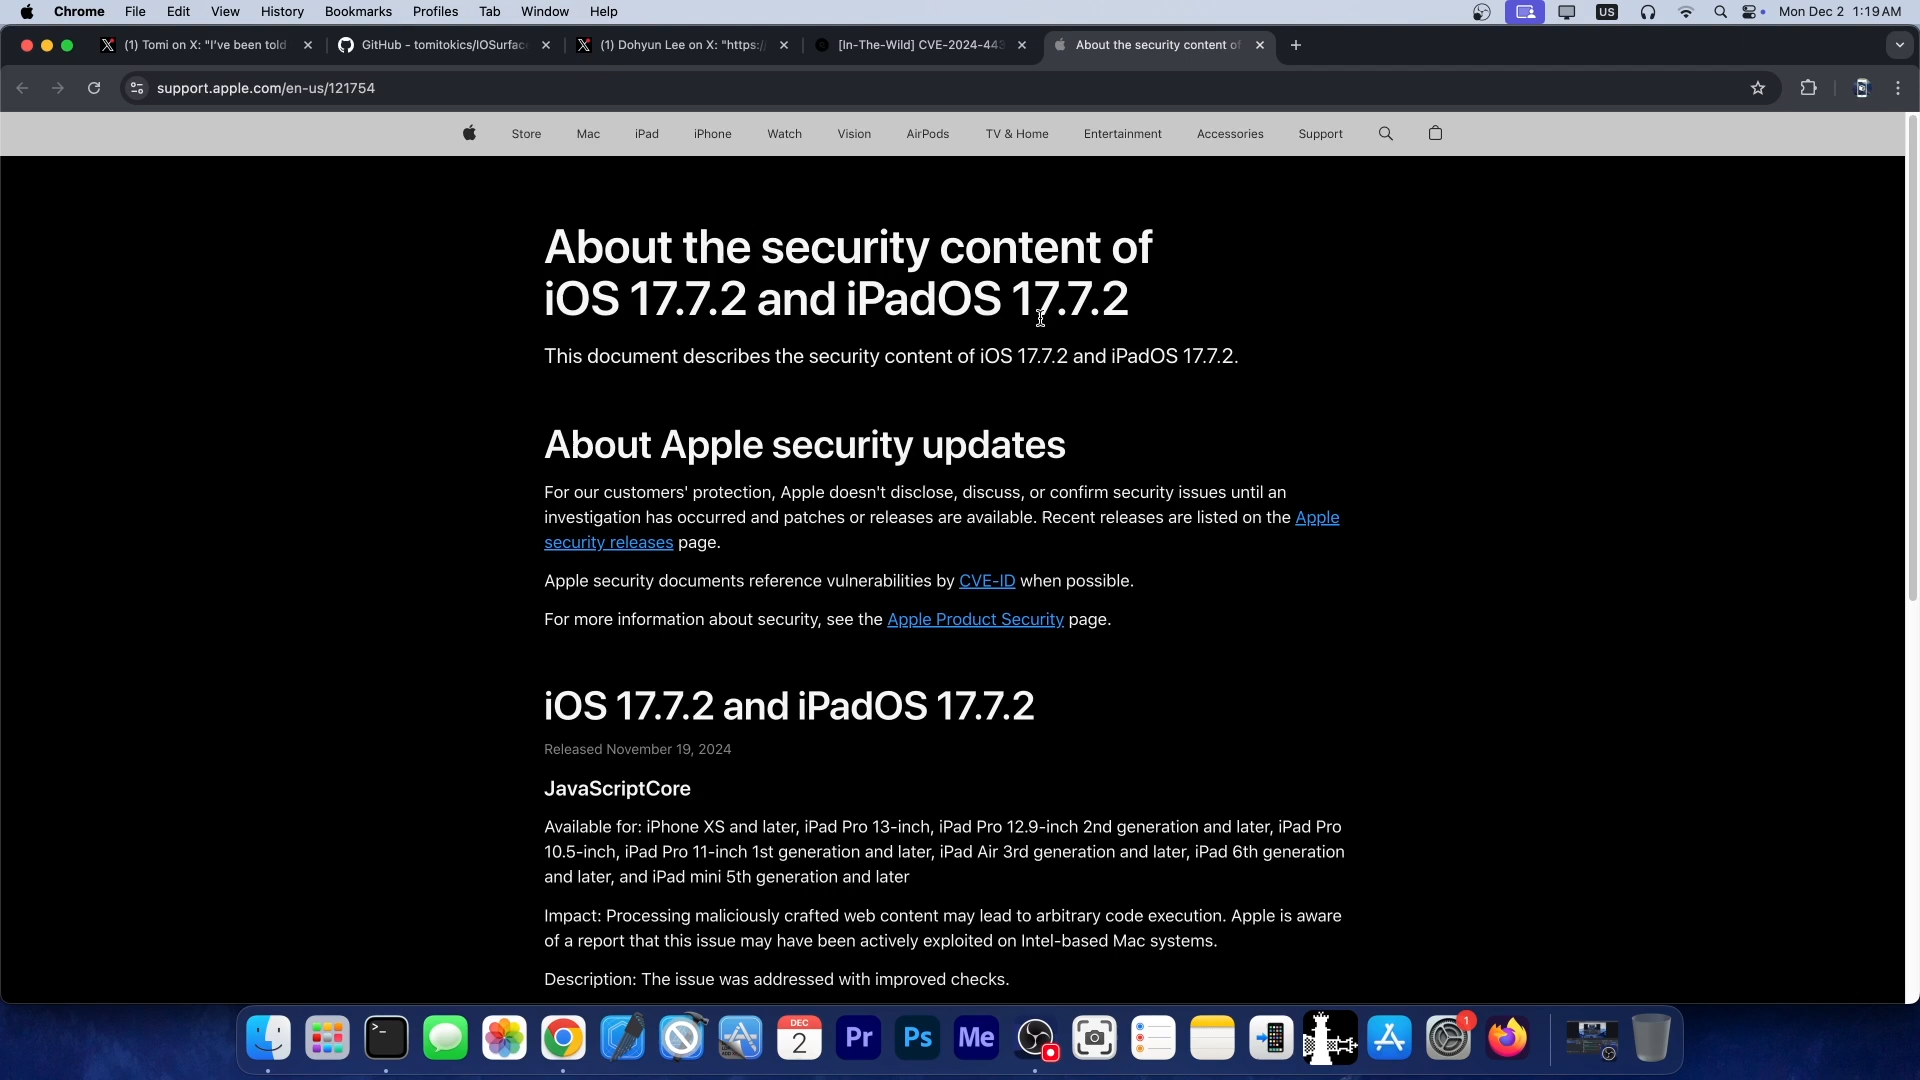 Chrome File Edit View History Bookmarks Profiles Tab Window Help US Mon Dec 2 1:19 AM
(1) Tomi on X: "I've been told
GitHub - tomitokics/IOSurfac
(1) Dohyun Lee on X: "https:/
[In-The-Wild] CVE-2024-443
About the security content of
support.apple.com/en-us/121754
Store Mac iPad iPhone Watch Vision AirPods TV & Home Entertainment Accessories Support
About the security content of
iOS 17.7.2 and iPadOS 17.7.2
This document describes the security content of iOS 17.7.2 and iPadOS 17.7.2.
About Apple security updates
For our customers' protection, Apple doesn't disclose, discuss, or confirm security issues until an
investigation has occurred and patches or releases are available. Recent releases are listed on the Apple
security releases page.
Apple security documents reference vulnerabilities by CVE-ID when possible.
For more information about security, see the Apple Product Security page.
iOS 17.7.2 and iPadOS 17.7.2
Released November 19, 2024
JavaScriptCore
Available for: iPhone XS and later, iPad Pro 13-inch, iPad Pro 12.9-inch 2nd generation and later, iPad Pro
10.5-inch, iPad Pro 11-inch 1st generation and later, iPad Air 3rd generation and later, iPad 6th generation
and later, and iPad mini 5th generation and later
Impact: Processing maliciously crafted web content may lead to arbitrary code execution. Apple is aware
of a report that this issue may have been actively exploited on Intel-based Mac systems.
Description: The issue was addressed with improved checks.
DEC
2
Pr
Ps
Me
1